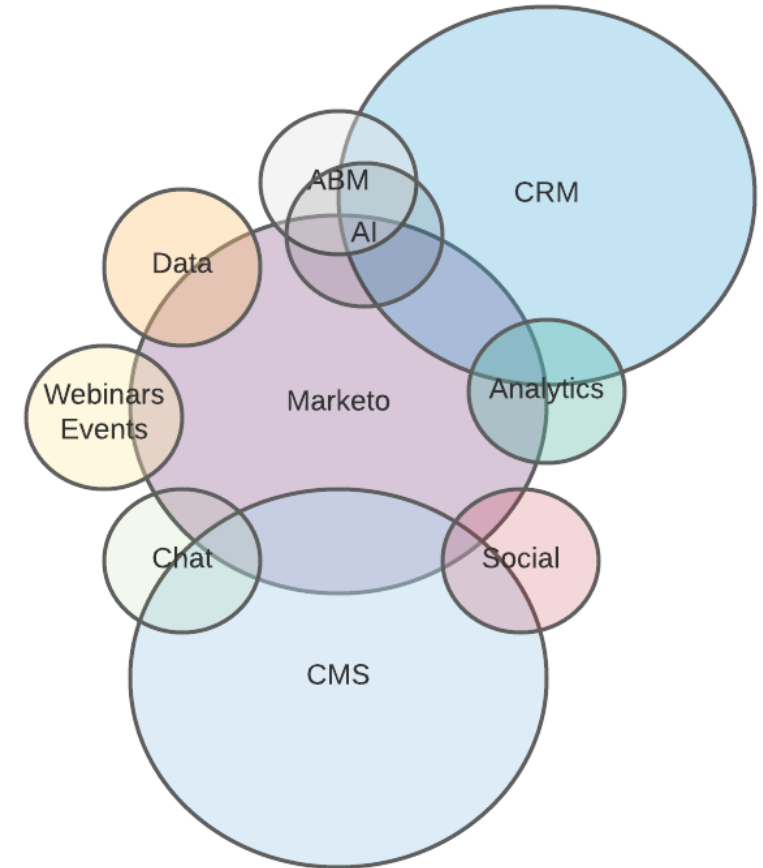 ABM
CRM
AI
Data
Analytics
Webinars
Events
Marketo
Chat
Social
CMS